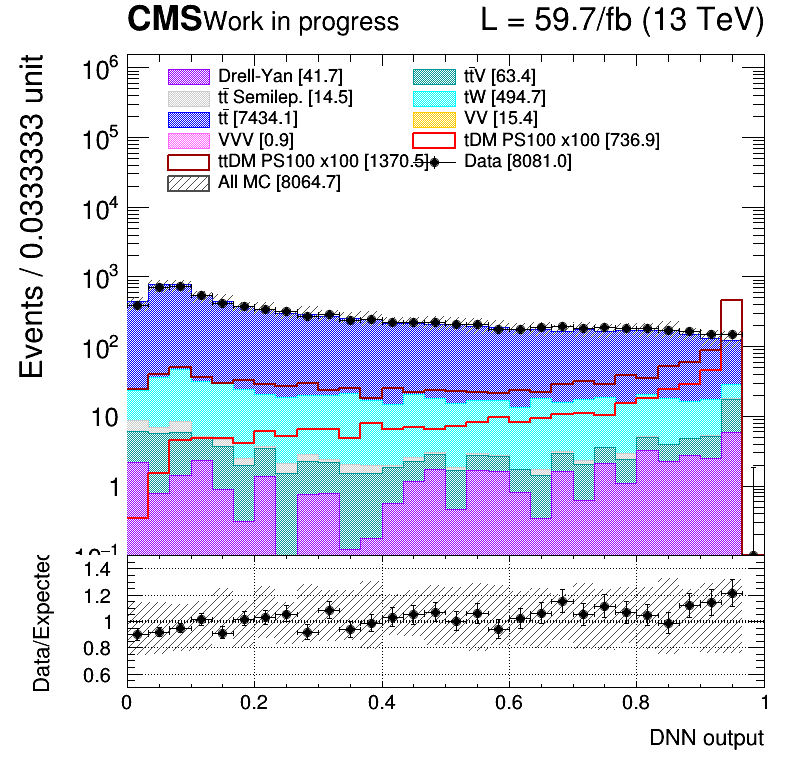 CMS Work in progress L = 59.7/fb (13 TeV)
Events / 0.0333333 unit
10⁶
10⁵
10⁴
10³
10²
10
1
10⁻¹
Drell-Yan [41.7] tt̄V [63.4]
tt̄ Semilep. [14.5] tW [494.7]
tt̄ [7434.1] VV [15.4]
VVV [0.9] tDM PS100 x100 [736.9]
ttDM PS100 x100 [1370.5] Data [8081.0]
All MC [8064.7]
Data/Expected
1.4
1.2
1
0.8
0.6
0 0.2 0.4 0.6 0.8 1
DNN output